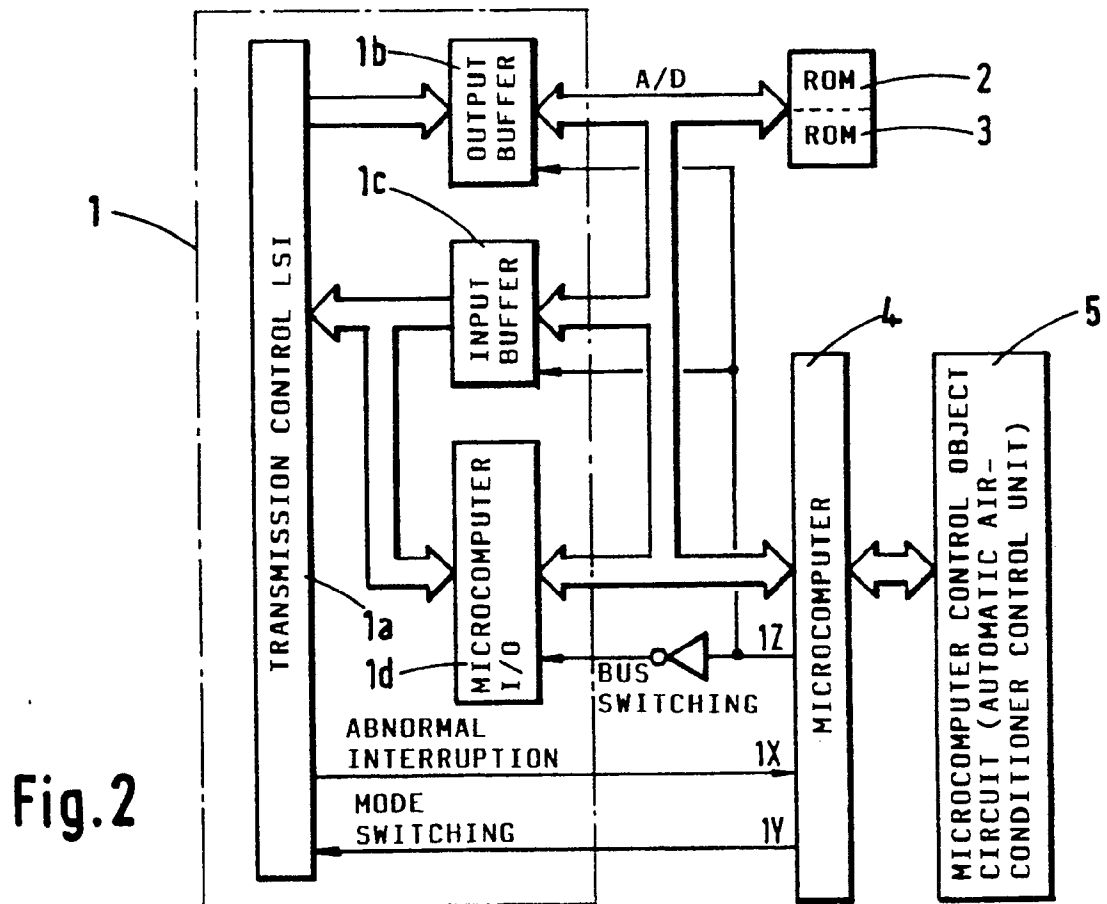 1
1b
OUTPUT
BUFFER
A/D
ROM
2
ROM
3
1c
INPUT
BUFFER
TRANSMISSION CONTROL LSI
1a
1d
MICROCOMPUTER
I/O
4
MICROCOMPUTER
5
MICROCOMPUTER CONTROL OBJECT
CIRCUIT (AUTOMATIC AIR-
CONDITIONER CONTROL UNIT)
1Z
BUS
SWITCHING
ABNORMAL
INTERRUPTION
1X
MODE
SWITCHING
1Y
Fig.2